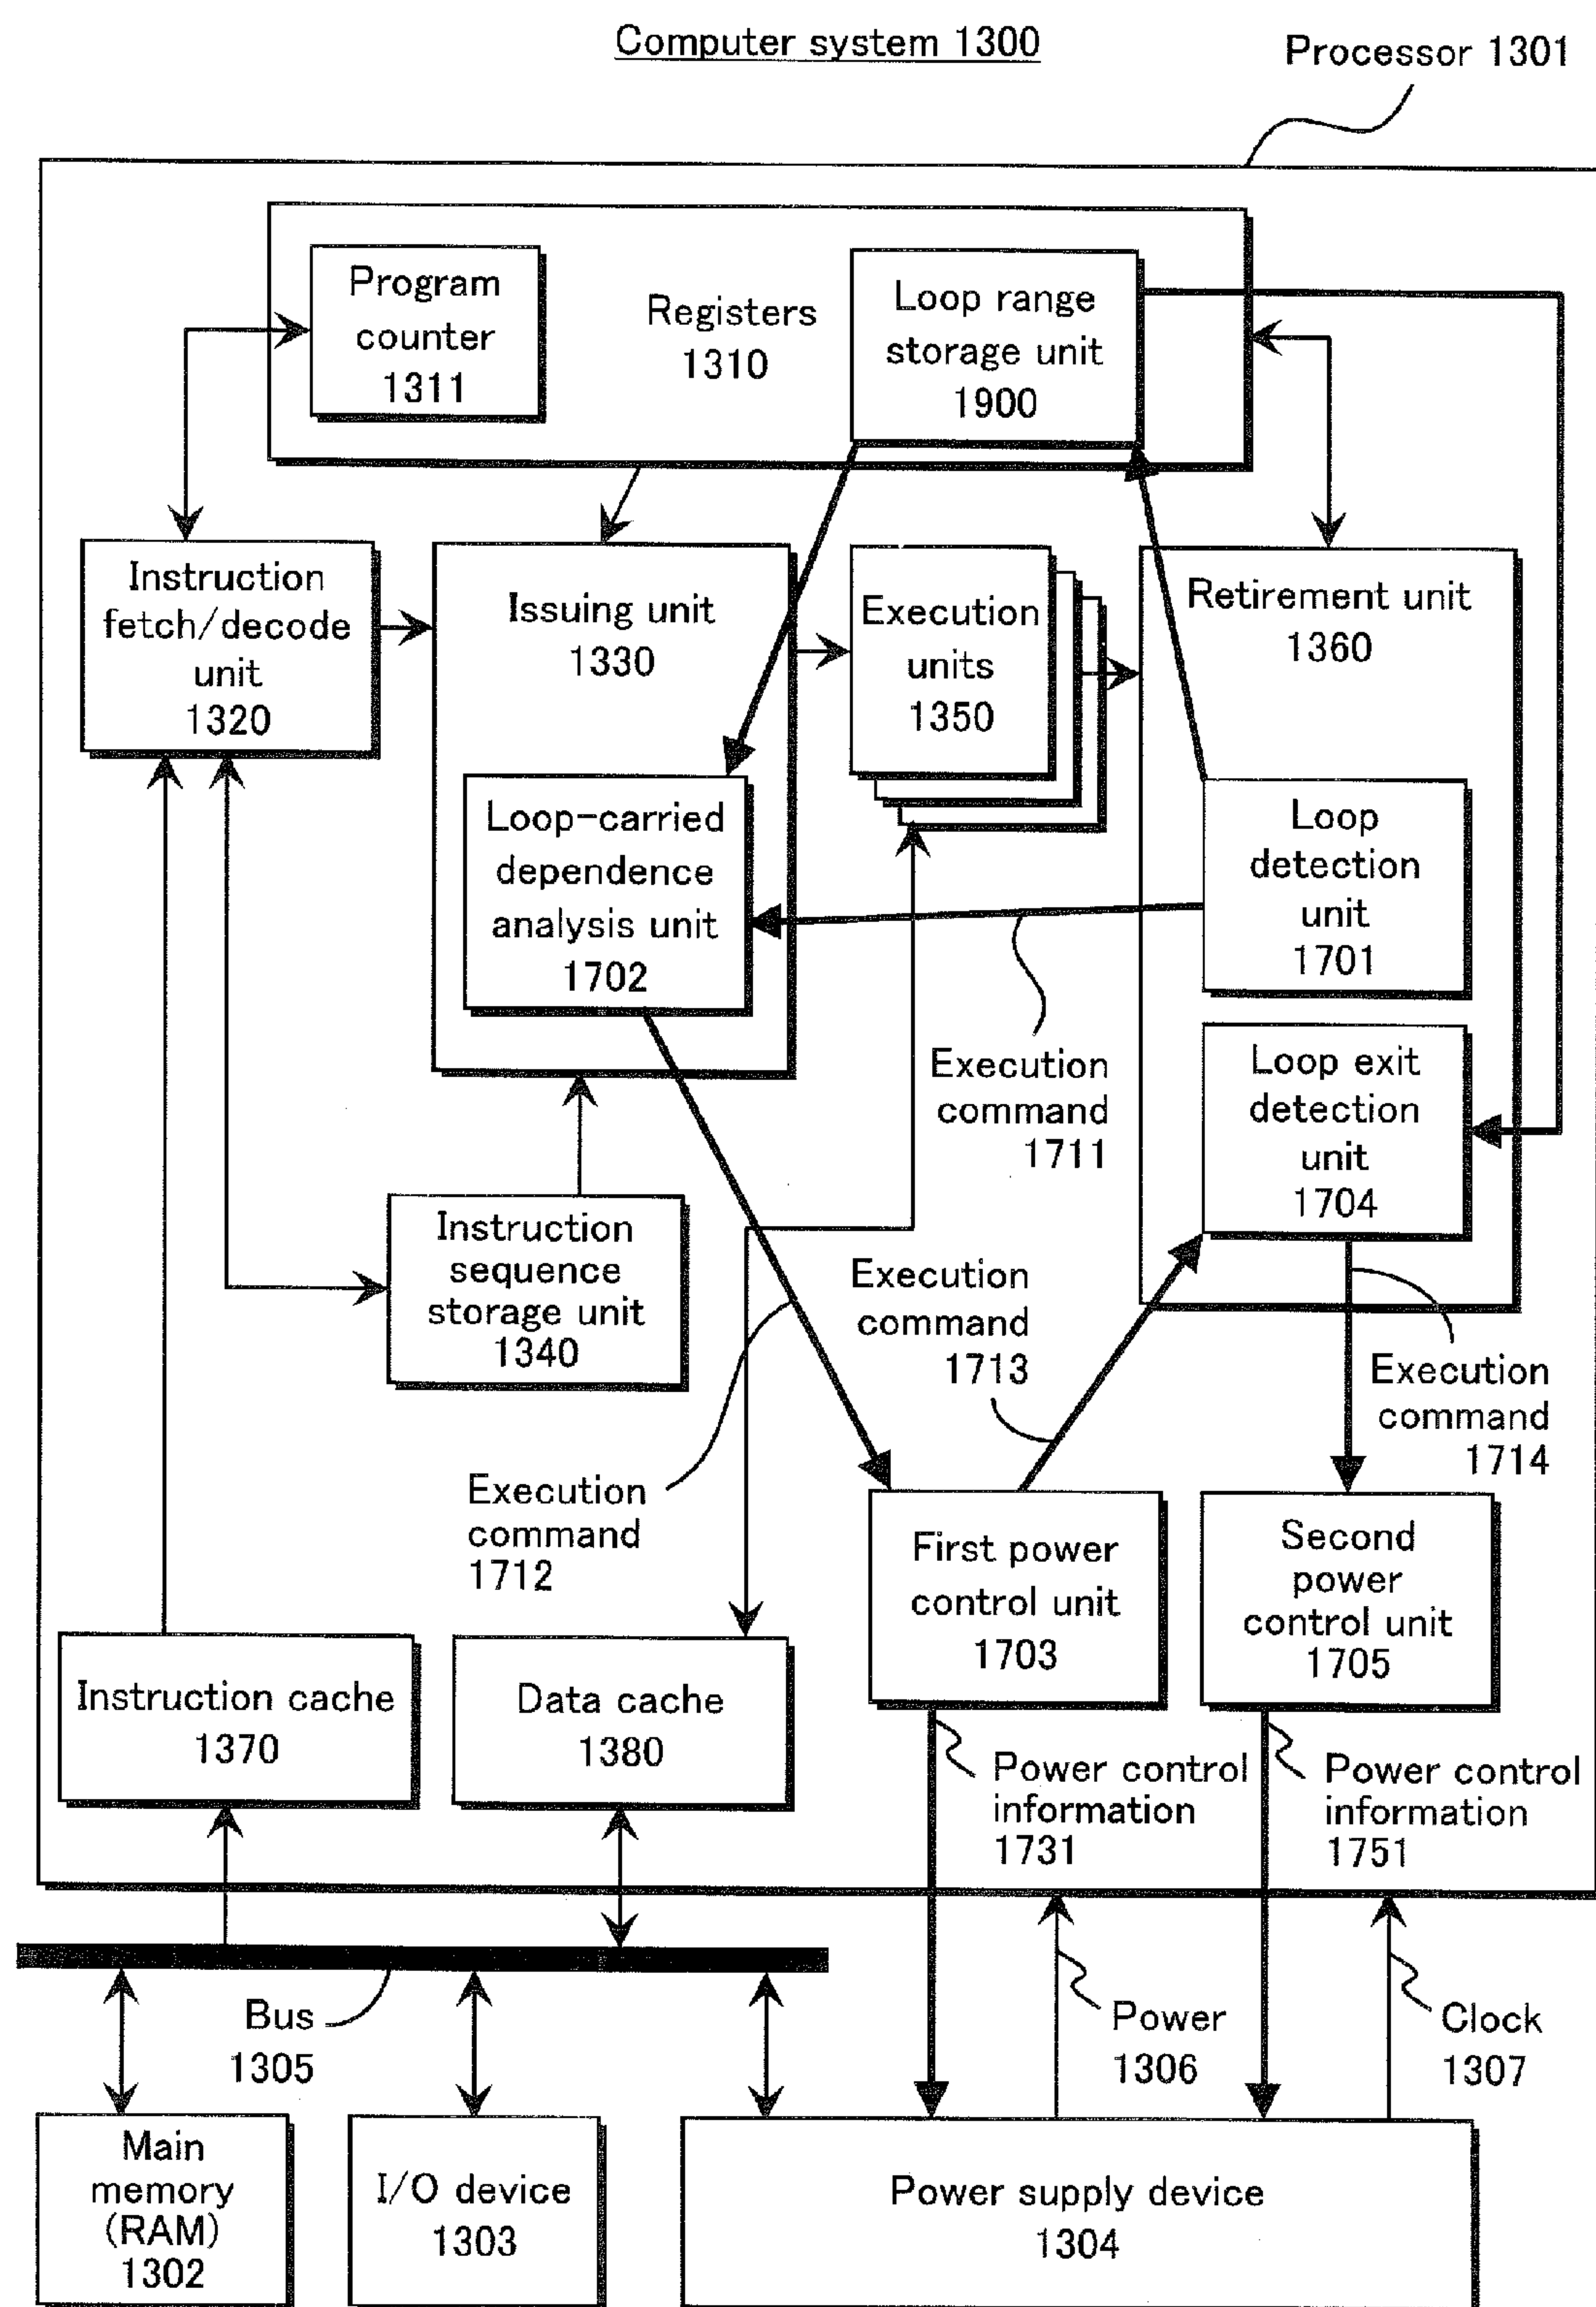 Computer system 1300
Processor 1301
Program
counter
1311
Registers
1310
Loop range
storage unit
1900
Instruction
fetch/decode
unit
1320
Issuing unit
1330
Execution
units
1350
Retirement unit
1360
Loop-carried
dependence
analysis unit
1702
Loop
detection
unit
1701
Execution
command
1711
Loop exit
detection
unit
1704
Instruction
sequence
storage unit
1340
Execution
command
1713
Execution
command
1714
Execution
command
1712
First power
control unit
1703
Second
power
control unit
1705
Instruction cache
1370
Data cache
1380
Power control
information
1731
Power control
information
1751
Bus
1305
Power
1306
Clock
1307
Main
memory
(RAM)
1302
I/O device
1303
Power supply device
1304